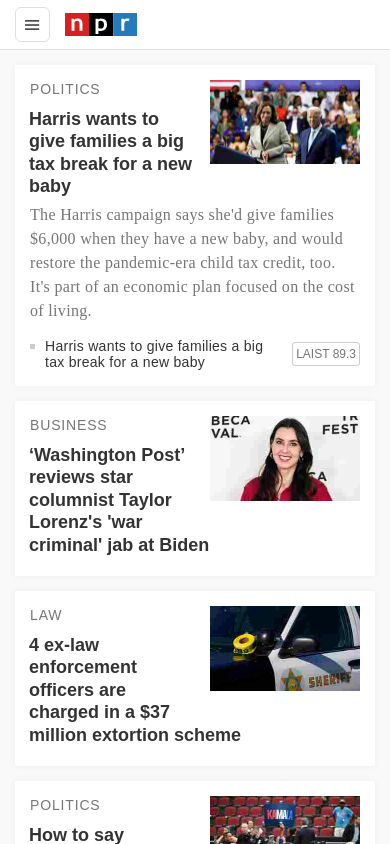 npr
POLITICS
Harris wants to
give families a big
tax break for a new
baby
The Harris campaign says she'd give families
$6,000 when they have a new baby, and would
restore the pandemic-era child tax credit, too.
It's part of an economic plan focused on the cost
of living.
Harris wants to give families a big
tax break for a new baby
LAIST 89.3
BUSINESS
‘Washington Post’
reviews star
columnist Taylor
Lorenz's 'war
criminal' jab at Biden
BECA
VAL.
FEST
LAW
4 ex-law
enforcement
officers are
charged in a $37
million extortion scheme
SHERIFF
POLITICS
How to say
KAMALA